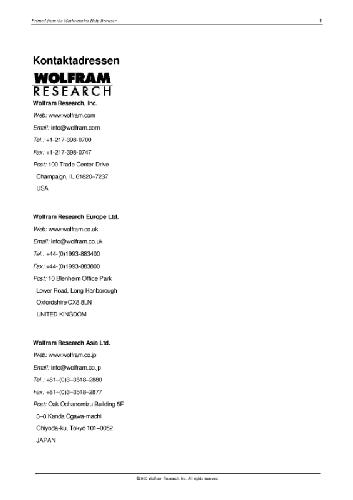 Printed from the Mathematica Help Browser 1
Kontaktadressen
WOLFRAM
RESEARCH
Wolfram Research, Inc.
Web: www.wolfram.com
Email: info@wolfram.com
Tel.: +1-217-398-0700
Fax: +1-217-398-0747
Post: 100 Trade Center Drive
Champaign, IL 61820-7237
USA
Wolfram Research Europe Ltd.
Web: www.wolfram.co.uk
Email: info@wolfram.co.uk
Tel.: +44-(0)1993-883400
Fax: +44-(0)1993-883800
Post: 10 Blenheim Office Park
Lower Road, Long Hanborough
Oxfordshire OX8 8LN
UNITED KINGDOM
Wolfram Research Asia Ltd.
Web: www.wolfram.co.jp
Email: info@wolfram.co.jp
Tel.: +81-(0)3-3518-2880
Fax: +81-(0)3-3518-2877
Post: Oak Ochanomizu Building 5F
3-8 Kanda Ogawa-machi
Chiyoda-ku, Tokyo 101-0052
JAPAN
Wolfram Research, Inc. All rights reserved.